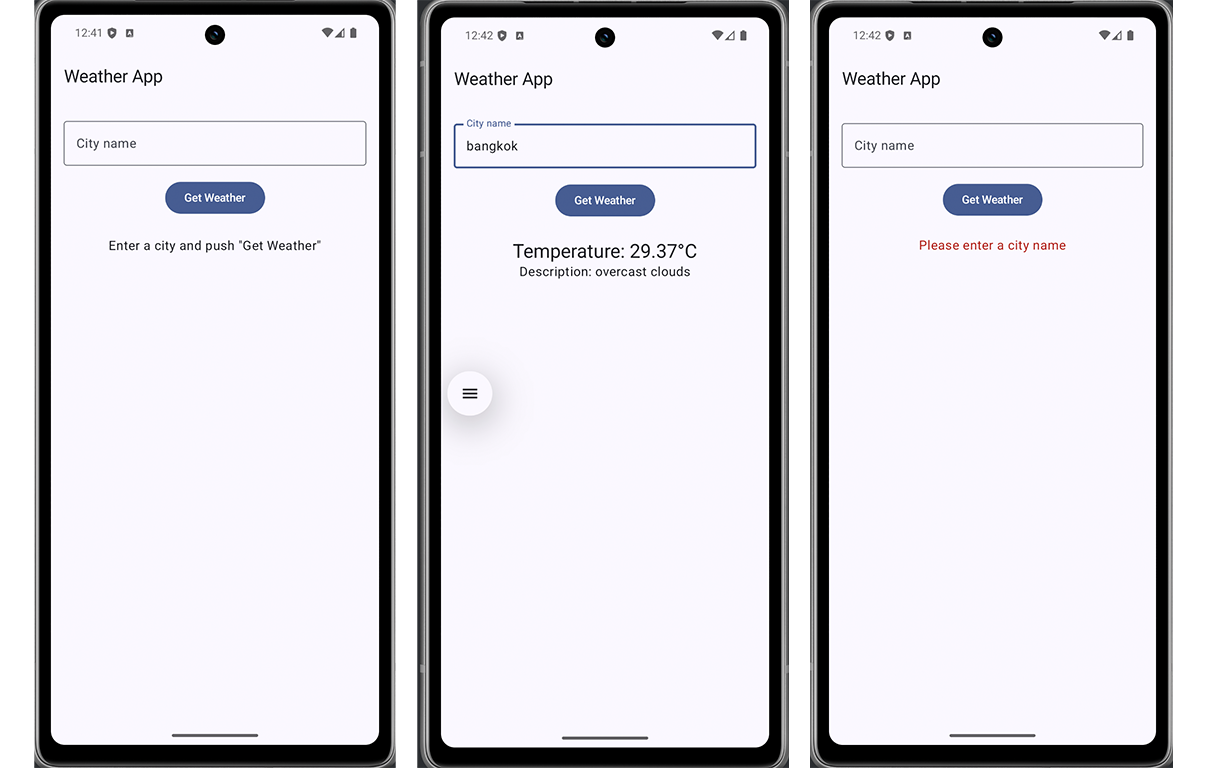 12:41
Weather App
City name
Get Weather
Enter a city and push "Get Weather"
12:42
Weather App
City name
bangkok
Get Weather
Temperature: 29.37°C
Description: overcast clouds
12:42
Weather App
City name
Get Weather
Please enter a city name